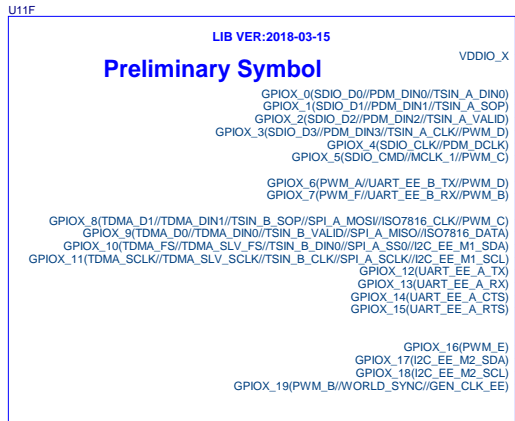 U11F
LIB VER:2018-03-15
Preliminary Symbol
VDDIO_X
GPIOX_0(SDIO_D0//PDM_DIN0//TSIN_A_DIN0)
GPIOX_1(SDIO_D1//PDM_DIN1//TSIN_A_SOP)
GPIOX_2(SDIO_D2//PDM_DIN2//TSIN_A_VALID)
GPIOX_3(SDIO_D3//PDM_DIN3//TSIN_A_CLK//PWM_D)
GPIOX_4(SDIO_CLK//PDM_DCLK)
GPIOX_5(SDIO_CMD//MCLK_1//PWM_C)
GPIOX_6(PWM_A//UART_EE_B_TX//PWM_D)
GPIOX_7(PWM_F//UART_EE_B_RX//PWM_B)
GPIOX_8(TDMA_D1//TDMA_DIN1//TSIN_B_SOP//SPI_A_MOSI//ISO7816_CLK//PWM_C)
GPIOX_9(TDMA_D0//TDMA_DIN0//TSIN_B_VALID//SPI_A_MISO//ISO7816_DATA)
GPIOX_10(TDMA_FS//TDMA_SLV_FS//TSIN_B_DIN0//SPI_A_SS0//I2C_EE_M1_SDA)
GPIOX_11(TDMA_SCLK//TDMA_SLV_SCLK//TSIN_B_CLK//SPI_A_SCLK//I2C_EE_M1_SCL)
GPIOX_12(UART_EE_A_TX)
GPIOX_13(UART_EE_A_RX)
GPIOX_14(UART_EE_A_CTS)
GPIOX_15(UART_EE_A_RTS)
GPIOX_16(PWM_E)
GPIOX_17(I2C_EE_M2_SDA)
GPIOX_18(I2C_EE_M2_SCL)
GPIOX_19(PWM_B//WORLD_SYNC//GEN_CLK_EE)